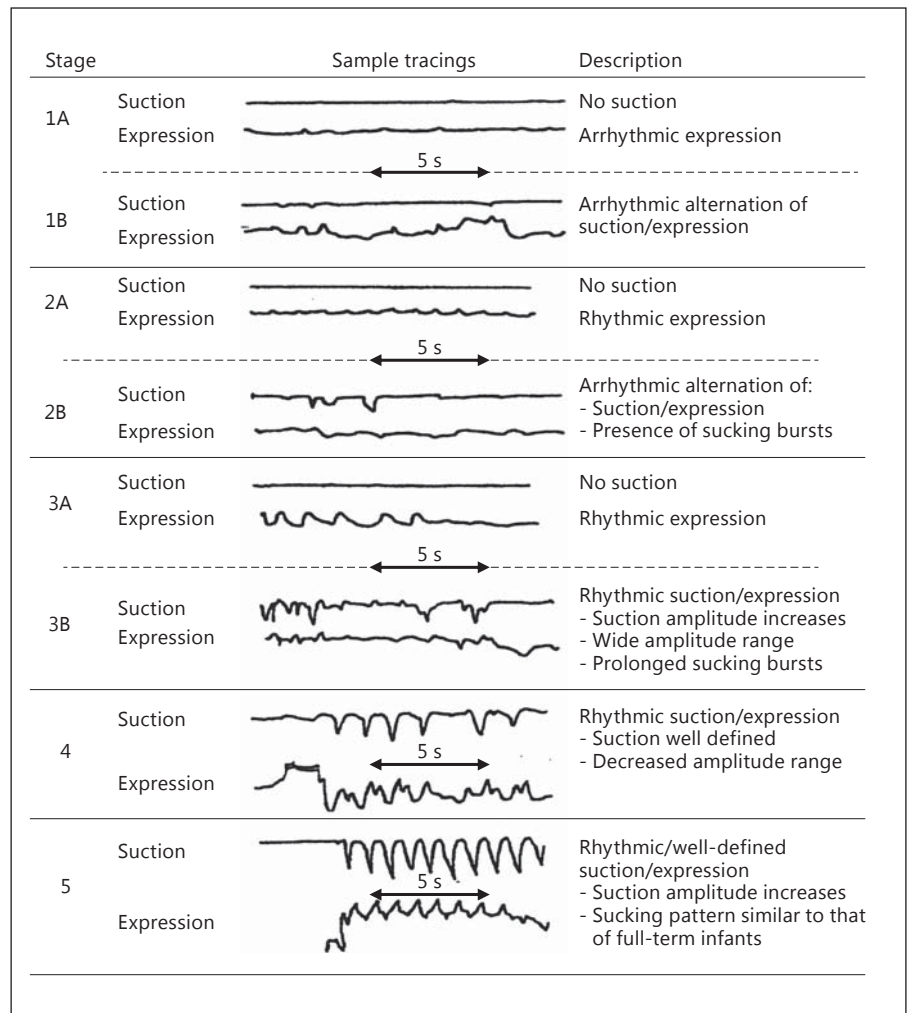 Stage Sample tracings Description
1A Suction No suction
Expression Arrhythmic expression
5 s
1B Suction Arrhythmic alternation of
Expression suction/expression
2A Suction No suction
Expression Rhythmic expression
5 s
2B Suction Arrhythmic alternation of:
- Suction/expression
Expression - Presence of sucking bursts
3A Suction No suction
Expression Rhythmic expression
5 s
3B Suction Rhythmic suction/expression
- Suction amplitude increases
Expression - Wide amplitude range
- Prolonged sucking bursts
4 Suction Rhythmic suction/expression
- Suction well defined
5 s - Decreased amplitude range
Expression
5 Suction Rhythmic/well-defined
suction/expression
5 s - Suction amplitude increases
Expression - Sucking pattern similar to that
of full-term infants